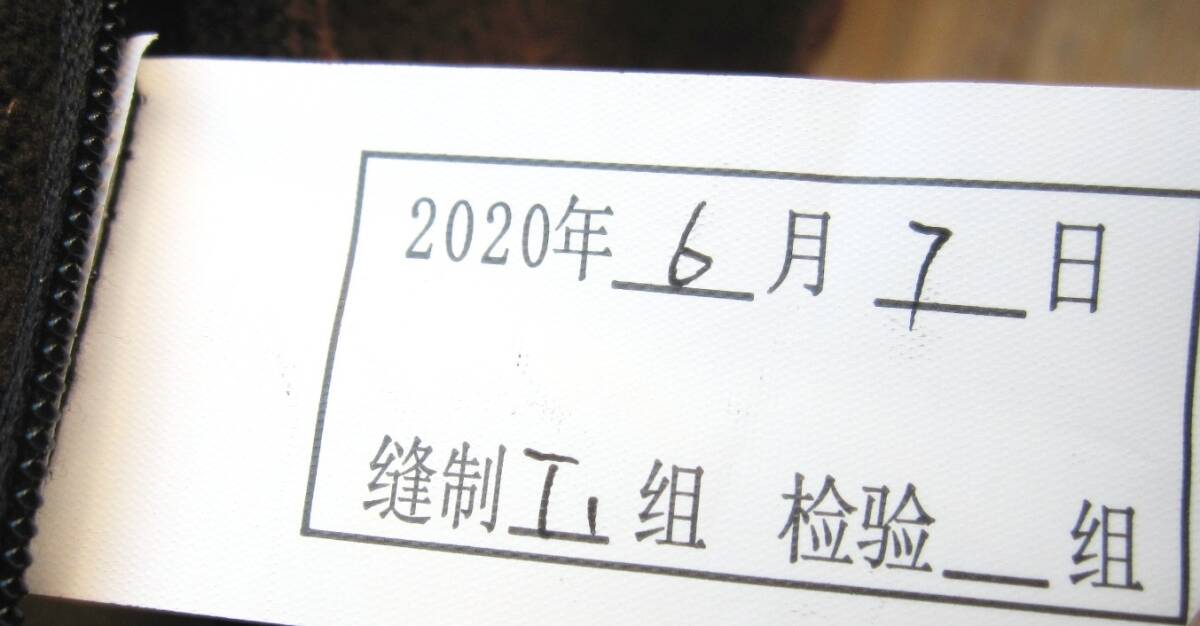 2020年 6 月 7 日
缝制 组 检验 组